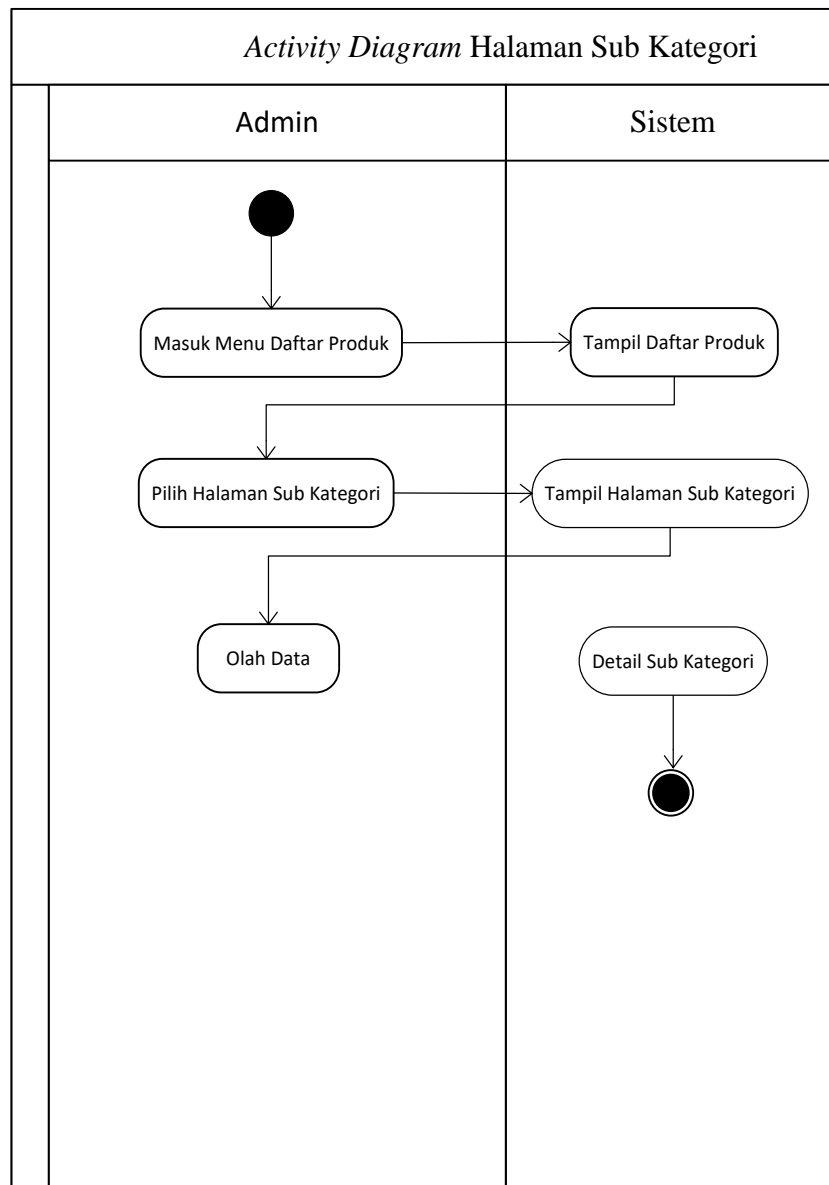 Activity Diagram Halaman Sub Kategori
Admin
Sistem
Masuk Menu Daftar Produk
Tampil Daftar Produk
Pilih Halaman Sub Kategori
Tampil Halaman Sub Kategori
Olah Data
Detail Sub Kategori